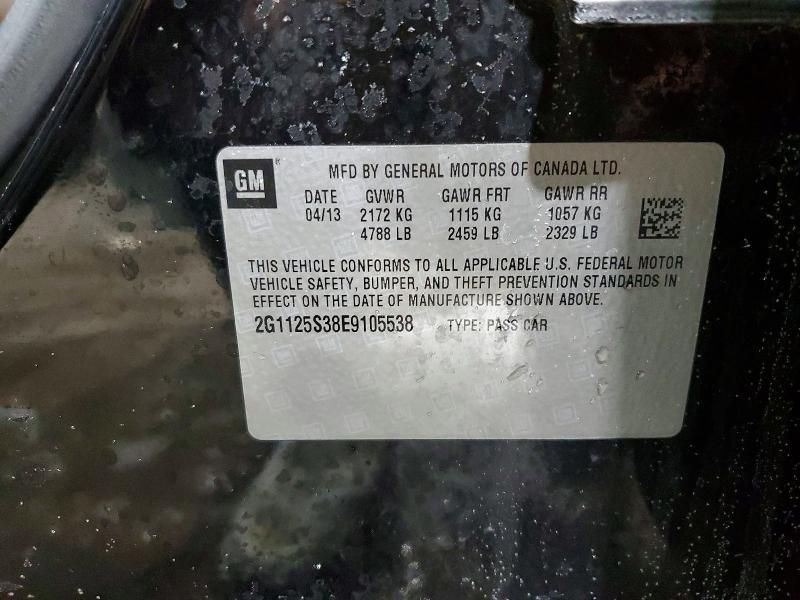 GM
MFD BY GENERAL MOTORS OF CANADA LTD.
DATE GVWR GAWR FRT GAWR RR
04/13 2172 KG 1115 KG 1057 KG
4788 LB 2459 LB 2329 LB
THIS VEHICLE CONFORMS TO ALL APPLICABLE U.S. FEDERAL MOTOR
VEHICLE SAFETY, BUMPER, AND THEFT PREVENTION STANDARDS IN
EFFECT ON THE DATE OF MANUFACTURE SHOWN ABOVE.
2G1125S38E9105538 TYPE: PASS CAR